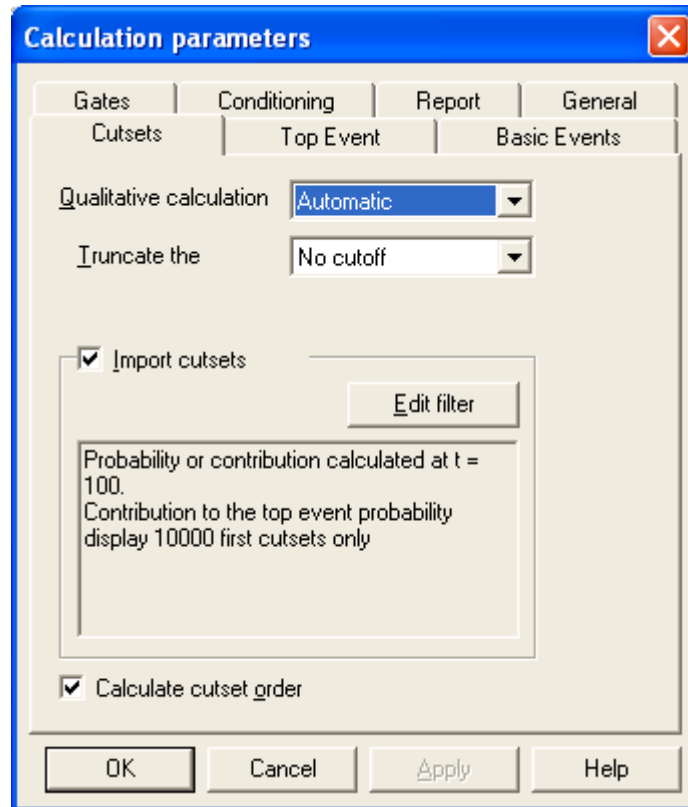 Calculation parameters
Gates Conditioning Report General
Cutsets Top Event Basic Events
Qualitative calculation Automatic
Truncate the No cutoff
Import cutsets
Edit filter
Probability or contribution calculated at t =
100.
Contribution to the top event probability
display 10000 first cutsets only
Calculate cutset order
OK Cancel Apply Help